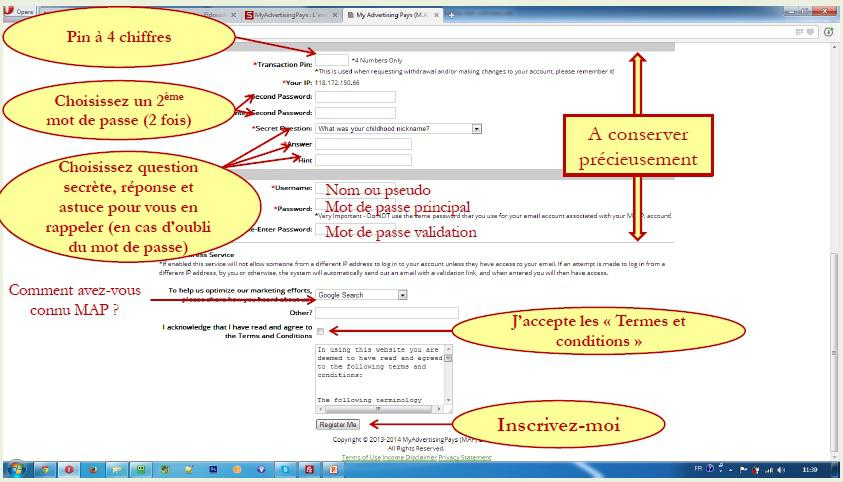 Opera
MyAdvertisingPays : L'ins
My Advertising Pays (M.A.
Pin à 4 chiffres
*Transaction Pin:
*4 Numbers Only
*This is used when requesting withdrawal and/or making changes to your account, please remember it!
*Your IP: 118.172.150.66
Choisissez un 2ème
mot de passe (2 fois)
Second Password:
Second Password:
*Secret Question:
What was your childhood nickname?
*Answer
*Hint
A conserver
précieusement
Choisissez question
secrète, réponse et
astuce pour vous en
rappeler (en cas d'oubli
du mot de passe)
*Username:
Nom ou pseudo
*Password:
Mot de passe principal
*Very Important - Do NOT use the same password that you use for your email account associated with your account!
e-Enter Password:
Mot de passe validation
ress Service
*If enabled this service will not allow someone from a different IP address to log in to your account unless they have access to your email. If an attempt is made to log in from a
different IP address, by you or otherwise, the system will automatically send out an email with a validation link, and when entered you will then have access.
Comment avez-vous
connu MAP ?
To help us optimize our marketing efforts,
please share how you heard about us:
Google Search
Other?
I acknowledge that I have read and agree to
the Terms and Conditions
J'accepte les « Termes et
conditions »
In using this website you are
deemed to have read and agreed
to the following terms and
conditions:
The following terminology
Register Me
Inscrivez-moi
Copyright © 2013-2014 MyAdvertisingPays (MAP)
All Rights Reserved.
Terms of Use Income Disclaimer Privacy Statement
FR
11:39